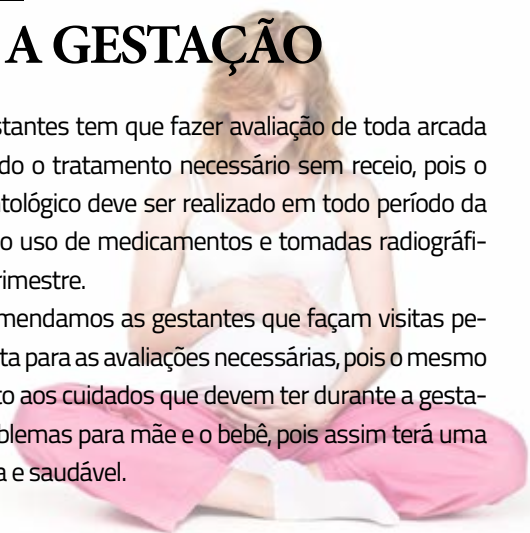 A GESTAÇÃO
stantes tem que fazer avaliação de toda arcada
do o tratamento necessário sem receio, pois o
tológico deve ser realizado em todo período da
o uso de medicamentos e tomadas radiográfi-
rimestre.
mendamos as gestantes que façam visitas pe-
ta para as avaliações necessárias, pois o mesmo
to aos cuidados que devem ter durante a gesta-
blemas para mãe e o bebê, pois assim terá uma
a e saudável.